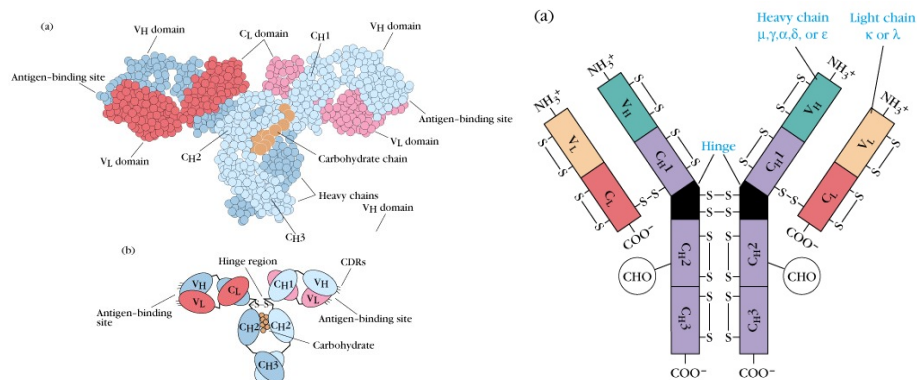 (a)
VH domain
CL domain
CH1
VH domain
Antigen-binding site
Antigen-binding site
VL domain
VL domain
CH2
Carbohydrate chain
Heavy chains
VH domain
CH3
(b)
Hinge region
CDRs
VH
CL
CH1
VH
VL
VL
Antigen-binding site
S
S
Antigen-binding
site
CH2
CH2
Carbohydrate
CH3
(a)
Heavy chain
μ,γ,α,δ, or ε
Light chain
κ or λ
NH3+
NH3+
NH3+
NH3+
VL
S
S
VH
S
S
VH
S
S
VL
S
S
Hinge
CL
S
S
CH1
S
S
CH1
S
S
CL
S
S
S–S
S–S
S–S
S–S
COO–
COO–
CHO
CH2
S
S
S
S
CH2
CHO
CH3
S
S
S
S
CH3
COO–
COO–